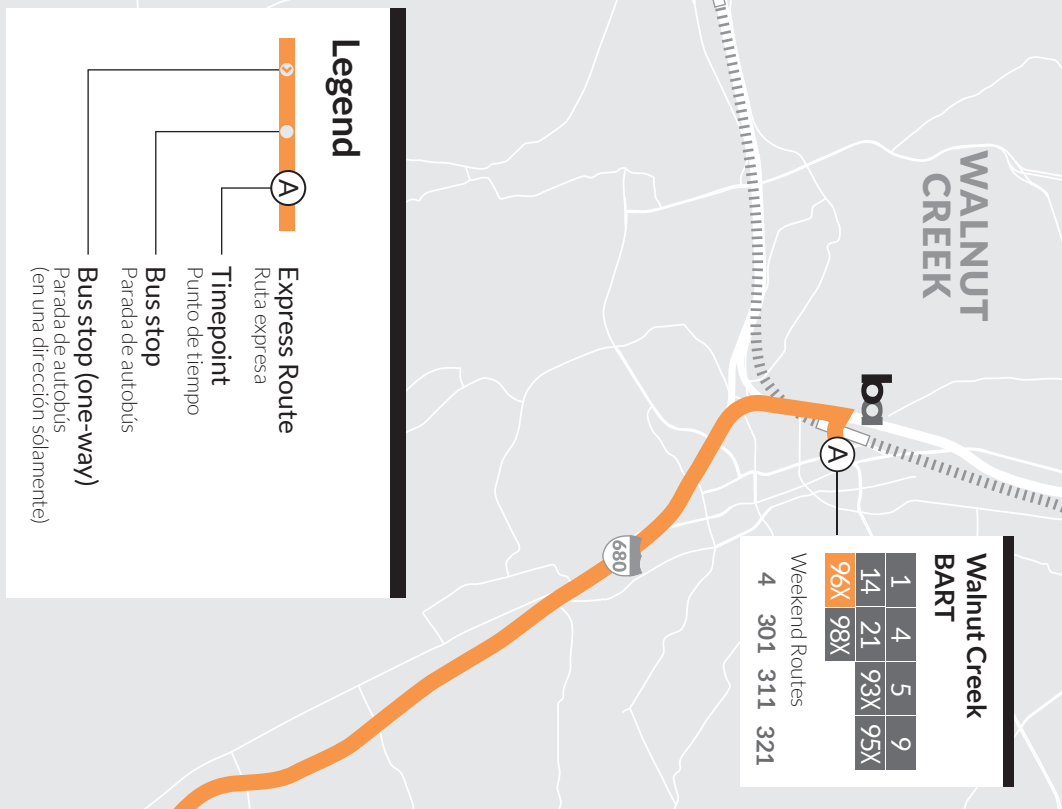 WALNUT
CREEK
ba
A
680
Walnut Creek
BART
1 4 5 9
14 21 93X 95X
96X 98X
Weekend Routes
4 301 311 321
Legend
A
Express Route
Ruta expresa
Timepoint
Punto de tiempo
Bus stop
Parada de autobús
Bus stop (one-way)
Parada de autobús
(en una dirección sólamente)